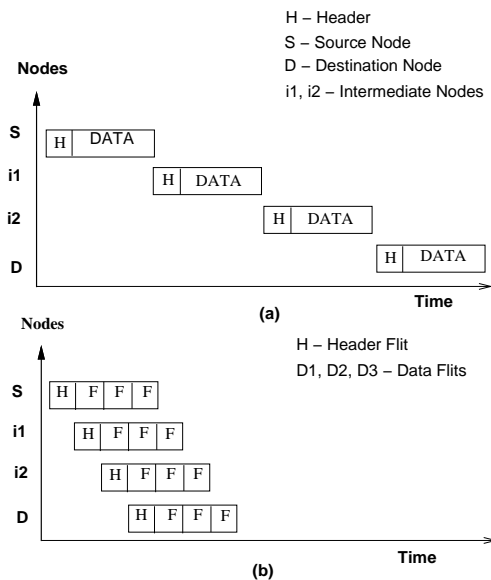 H – Header
S – Source Node
D – Destination Node
i1, i2 – Intermediate Nodes
Nodes
S
H DATA
i1
H DATA
i2
H DATA
D
H DATA
Time
(a)
Nodes
H – Header Flit
D1, D2, D3 – Data Flits
S
H F F F
i1
H F F F
i2
H F F F
D
H F F F
Time
(b)